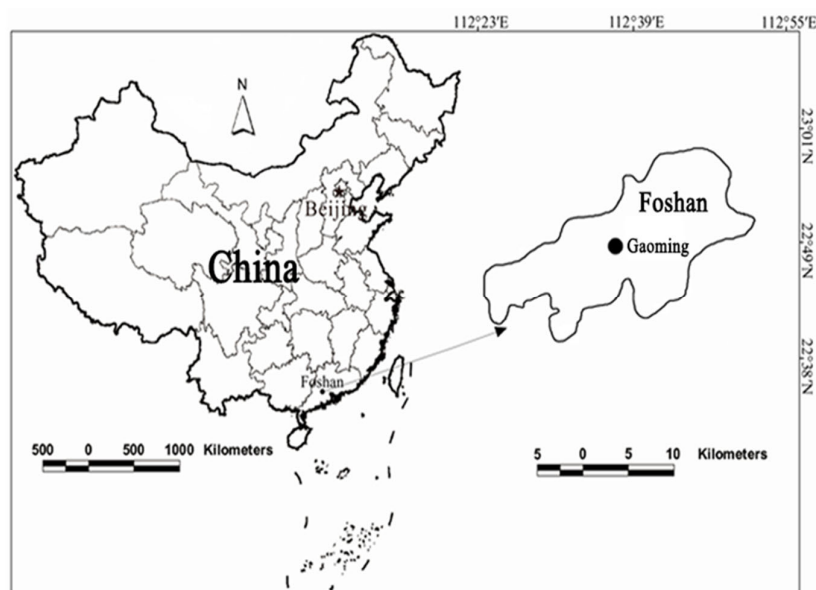 112°23'E 112°39'E 112°55'E
N
23°01'N
Beijing
Foshan
Gaoming
22°49'N
China
22°38'N
Foshan
500 0 500 1000 Kilometers
5 0 5 10 Kilometers